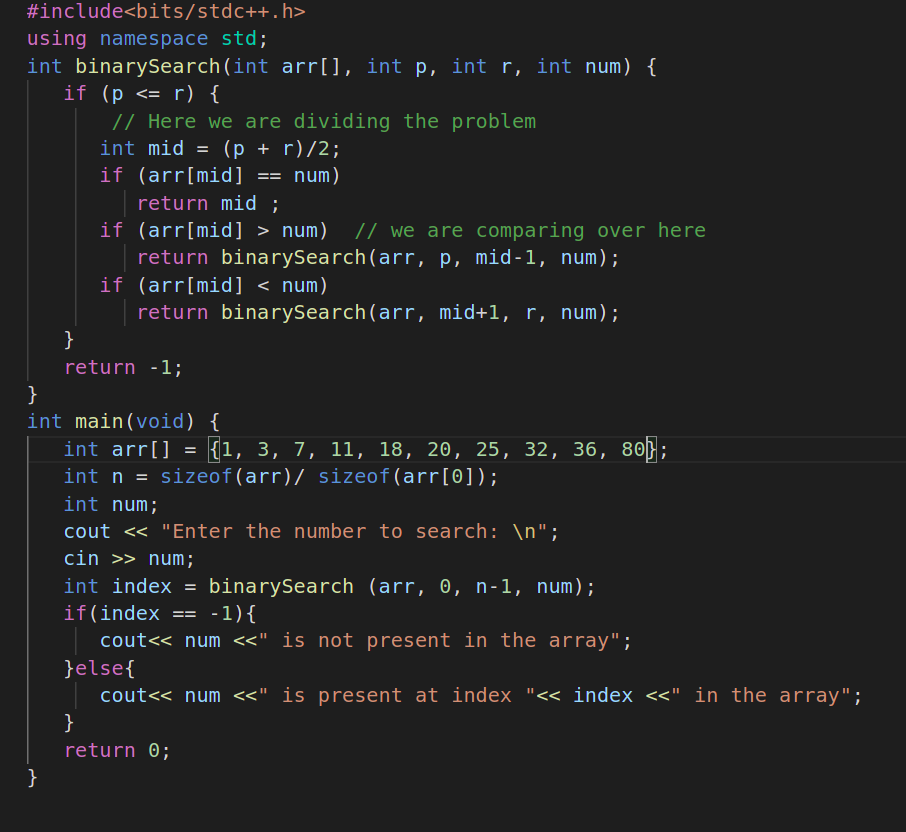 #include<bits/stdc++.h>
using namespace std;
int binarySearch(int arr[], int p, int r, int num) {
   if (p <= r) {
       // Here we are dividing the problem
      int mid = (p + r)/2;
      if (arr[mid] == num)
         return mid ;
      if (arr[mid] > num)  // we are comparing over here
         return binarySearch(arr, p, mid-1, num);
      if (arr[mid] < num)
         return binarySearch(arr, mid+1, r, num);
   }
   return -1;
}
int main(void) {
   int arr[] = {1, 3, 7, 11, 18, 20, 25, 32, 36, 80};
   int n = sizeof(arr)/ sizeof(arr[0]);
   int num;
   cout << "Enter the number to search: \n";
   cin >> num;
   int index = binarySearch (arr, 0, n-1, num);
   if(index == -1){
      cout<< num <<" is not present in the array";
   }else{
      cout<< num <<" is present at index "<< index <<" in the array";
   }
   return 0;
}